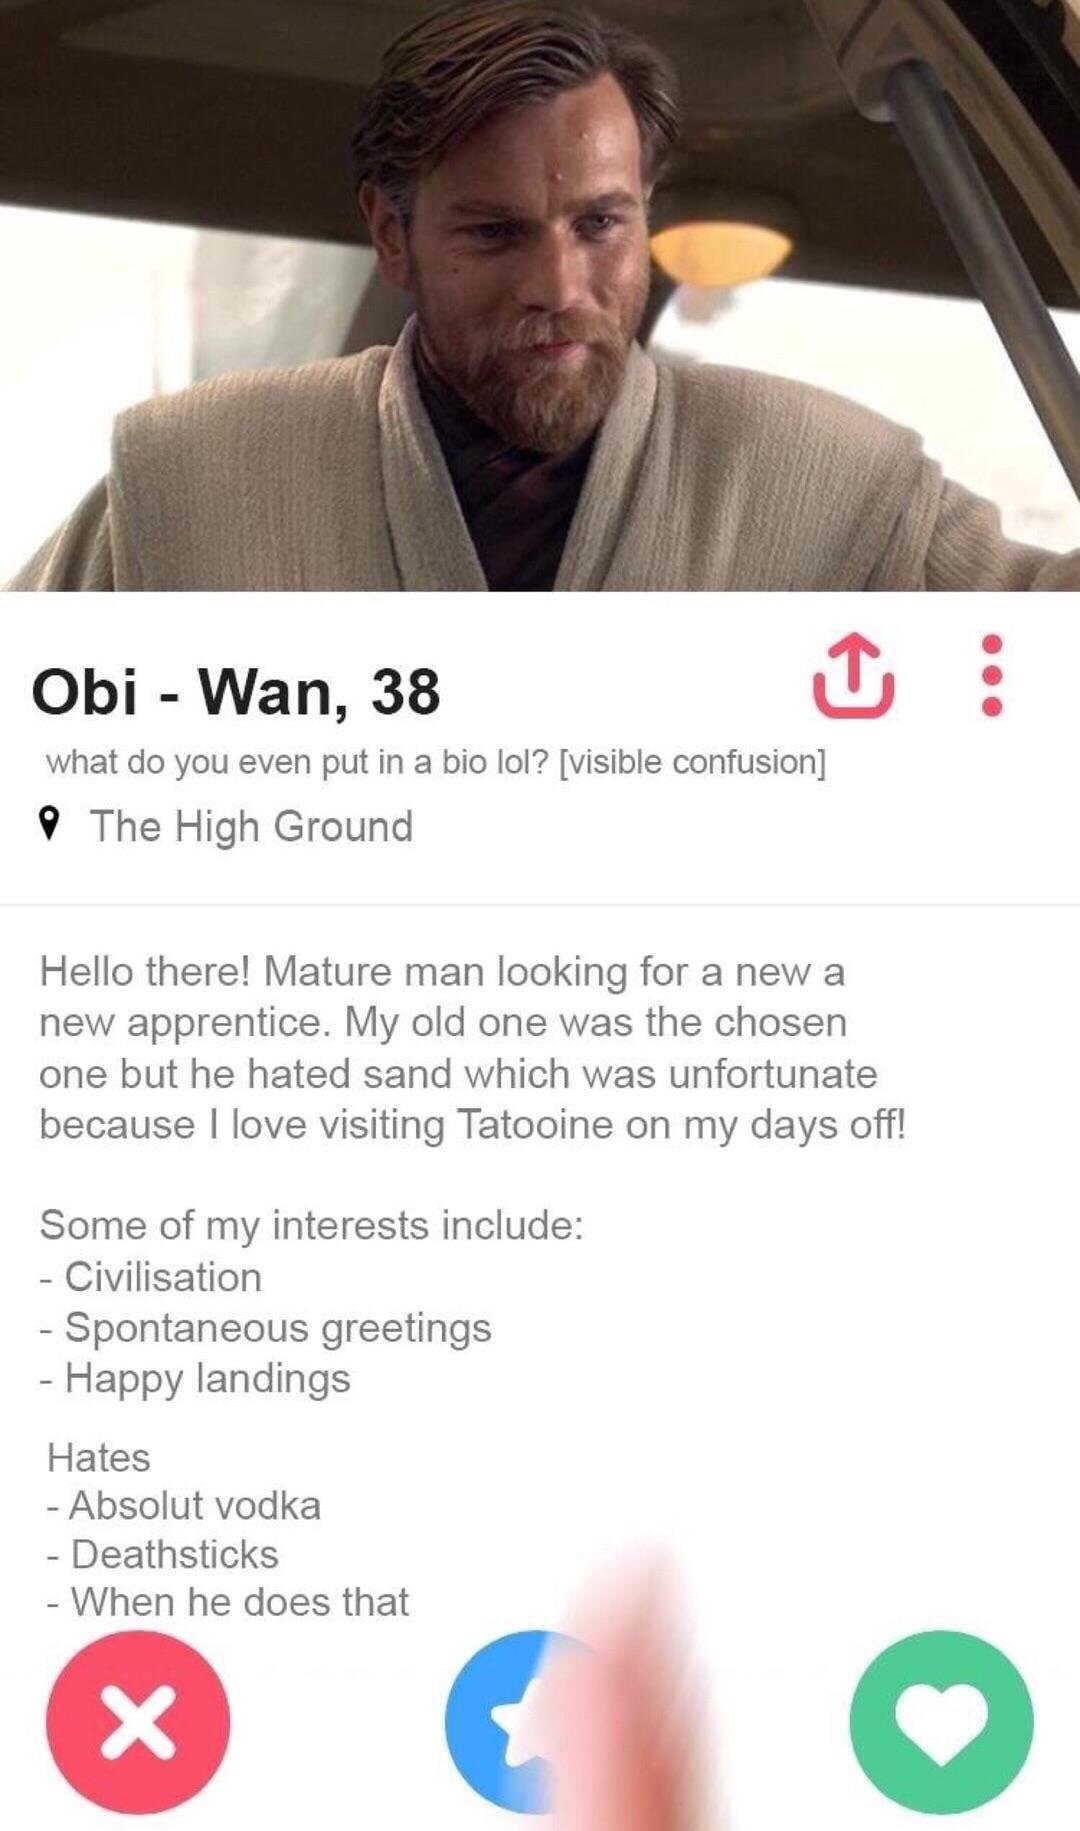 Obi - Wan, 38
what do you even put in a bio lol? [visible confusion]
The High Ground
Hello there! Mature man looking for a new a
new apprentice. My old one was the chosen
one but he hated sand which was unfortunate
because I love visiting Tatooine on my days off!
Some of my interests include:
- Civilisation
- Spontaneous greetings
- Happy landings
Hates
- Absolut vodka
- Deathsticks
- When he does that